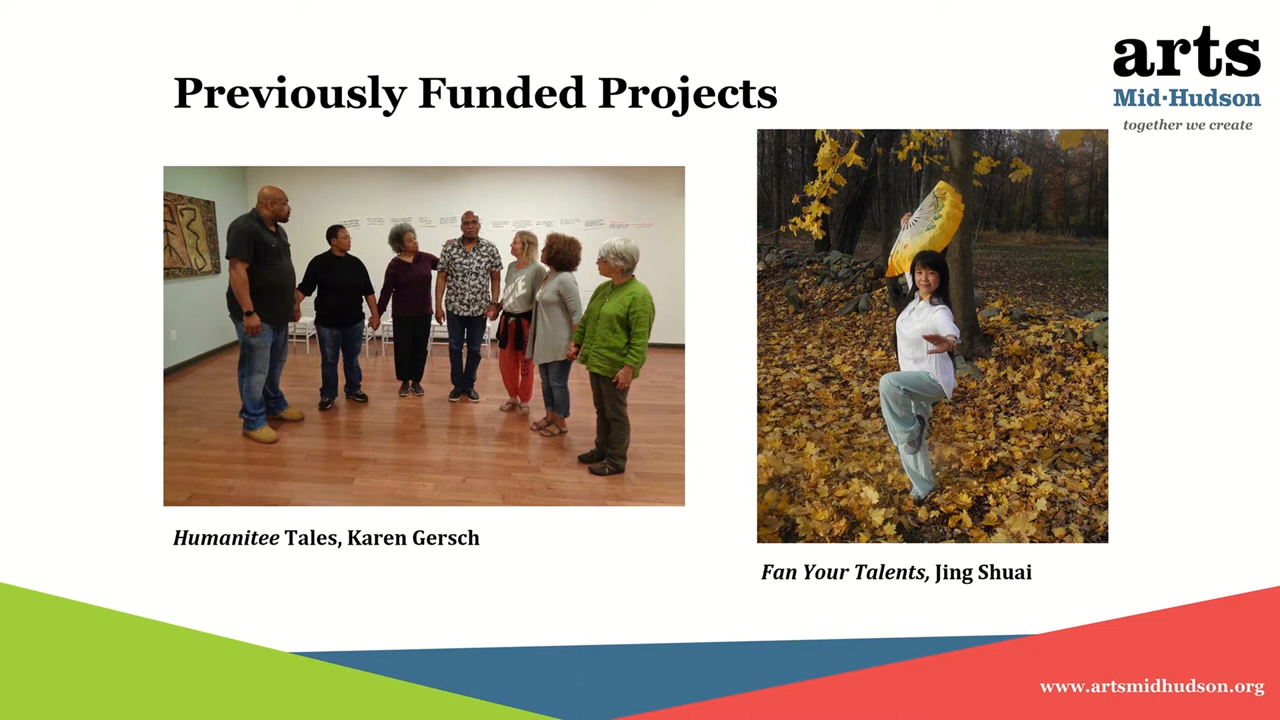 arts
Mid·Hudson
together we create
Previously Funded Projects
Humanitee Tales, Karen Gersch
Fan Your Talents, Jing Shuai
www.artsmidhudson.org